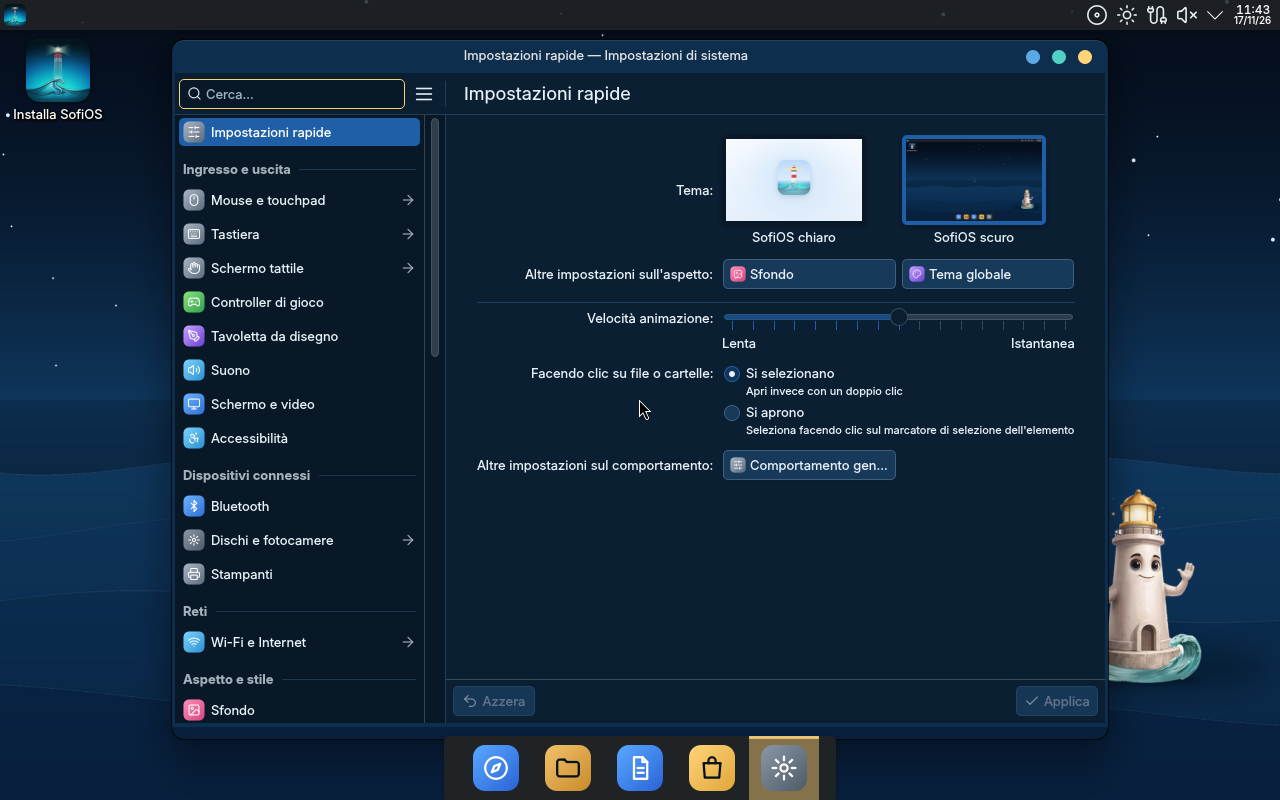 11:43
17/11/26
Installa SofiOS
Impostazioni rapide — Impostazioni di sistema
Cerca...
Impostazioni rapide
Impostazioni rapide
Ingresso e uscita
Mouse e touchpad
Tastiera
Schermo tattile
Controller di gioco
Tavoletta da disegno
Suono
Schermo e video
Accessibilità
Dispositivi connessi
Bluetooth
Dischi e fotocamere
Stampanti
Reti
Wi-Fi e Internet
Aspetto e stile
Sfondo
Tema:
SofiOS chiaro
SofiOS scuro
Altre impostazioni sull'aspetto:
Sfondo
Tema globale
Velocità animazione:
Lenta
Istantanea
Facendo clic su file o cartelle:
Si selezionano
Apri invece con un doppio clic
Si aprono
Seleziona facendo clic sul marcatore di selezione dell'elemento
Altre impostazioni sul comportamento:
Comportamento gen...
Azzera
Applica